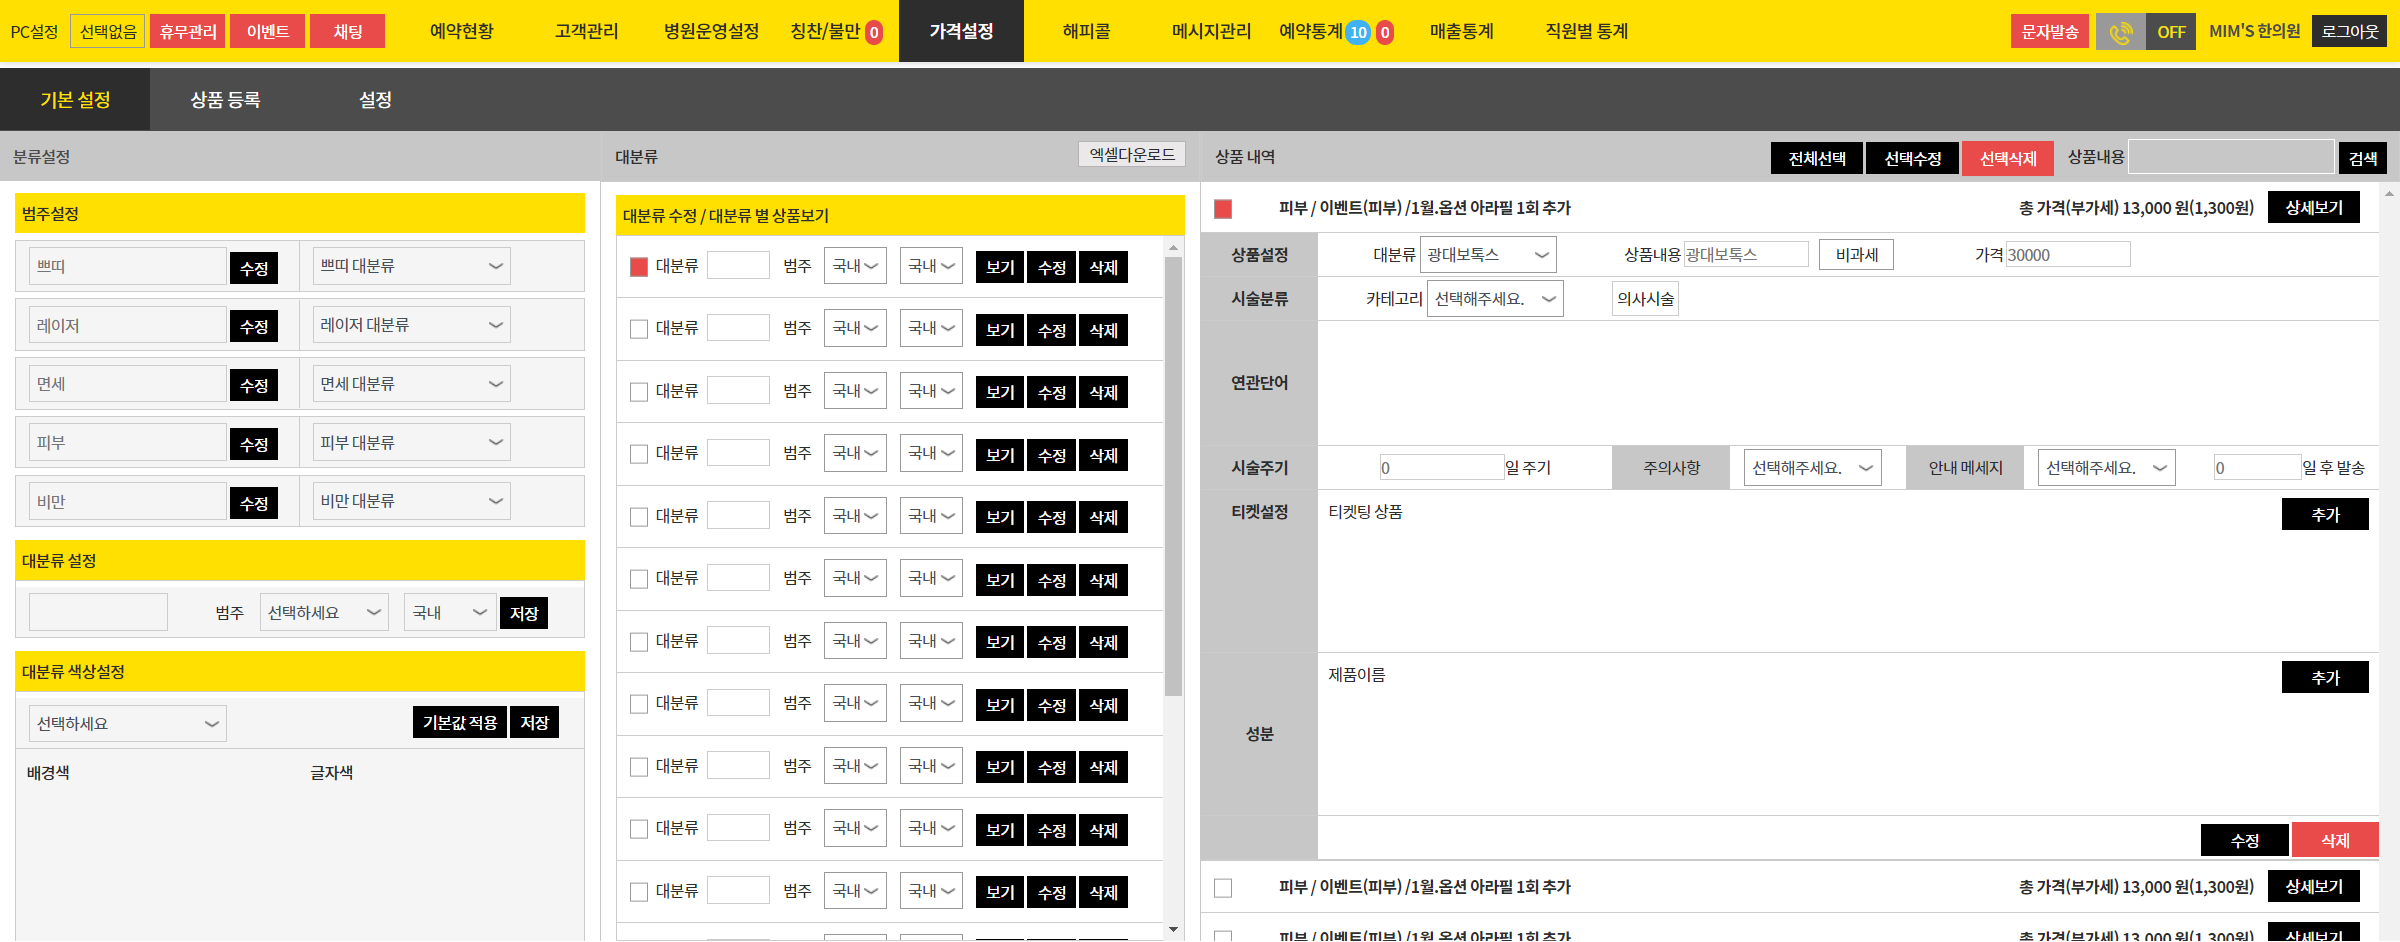 PC설정 선택없음 휴무관리 이벤트 채팅 예약현황 고객관리 병원운영설정 칭찬/불만 0 가격설정 해피콜 메시지관리 예약통계 10 0 매출통계 직원별 통계 문자발송 OFF MIM'S 한의원 로그아웃
기본 설정 상품 등록 설정
분류설정
범주설정
쁘띠 수정 쁘띠 대분류
레이저 수정 레이저 대분류
면세 수정 면세 대분류
피부 수정 피부 대분류
비만 수정 비만 대분류
대분류 설정
범주 선택하세요 국내 저장
대분류 색상설정
선택하세요 기본값 적용 저장
배경색 글자색
대분류 엑셀다운로드
대분류 수정 / 대분류 별 상품보기
대분류 범주 국내 국내 보기 수정 삭제
대분류 범주 국내 국내 보기 수정 삭제
대분류 범주 국내 국내 보기 수정 삭제
대분류 범주 국내 국내 보기 수정 삭제
대분류 범주 국내 국내 보기 수정 삭제
대분류 범주 국내 국내 보기 수정 삭제
대분류 범주 국내 국내 보기 수정 삭제
대분류 범주 국내 국내 보기 수정 삭제
대분류 범주 국내 국내 보기 수정 삭제
대분류 범주 국내 국내 보기 수정 삭제
대분류 범주 국내 국내 보기 수정 삭제
상품 내역 전체선택 선택수정 선택삭제 상품내용 검색
피부 / 이벤트(피부) /1월.옵션 아라필 1회 추가 총 가격(부가세) 13,000 원(1,300원) 상세보기
상품설정 대분류 광대보톡스 상품내용 광대보톡스 비과세 가격 30000
시술분류 카테고리 선택해주세요. 의사시술
연관단어
시술주기 0 일 주기 주의사항 선택해주세요. 안내 메세지 선택해주세요. 0 일 후 발송
티켓설정 티켓팅 상품 추가
성분 제품이름 추가
수정 삭제
피부 / 이벤트(피부) /1월.옵션 아라필 1회 추가 총 가격(부가세) 13,000 원(1,300원) 상세보기
피부 / 이벤트(피부) /1월.옵션 아라필 1회 추가 총 가격(부가세) 13,000 원(1,300원) 상세보기